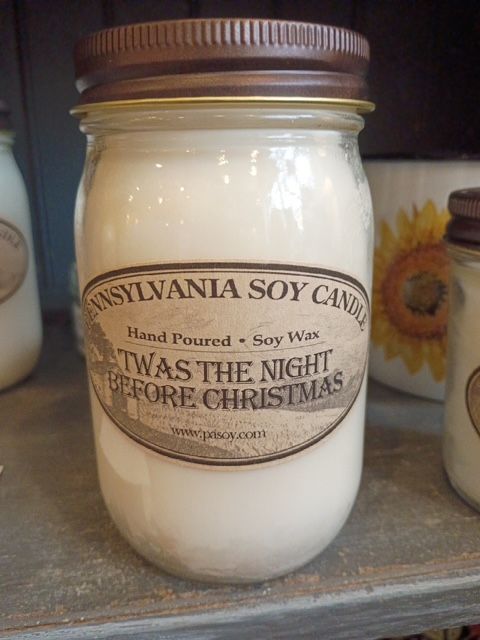 PENNSYLVANIA SOY CANDLE
Hand Poured • Soy Wax
'TWAS THE NIGHT
BEFORE CHRISTMAS
www.pasoy.com